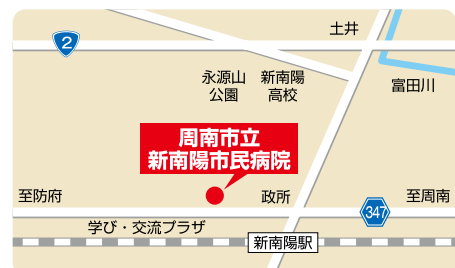 土井
2
永源山
公園
新南陽
高校
富田川
周南市立
新南陽市民病院
至防府
政所
347
至周南
学び・交流プラザ
新南陽駅